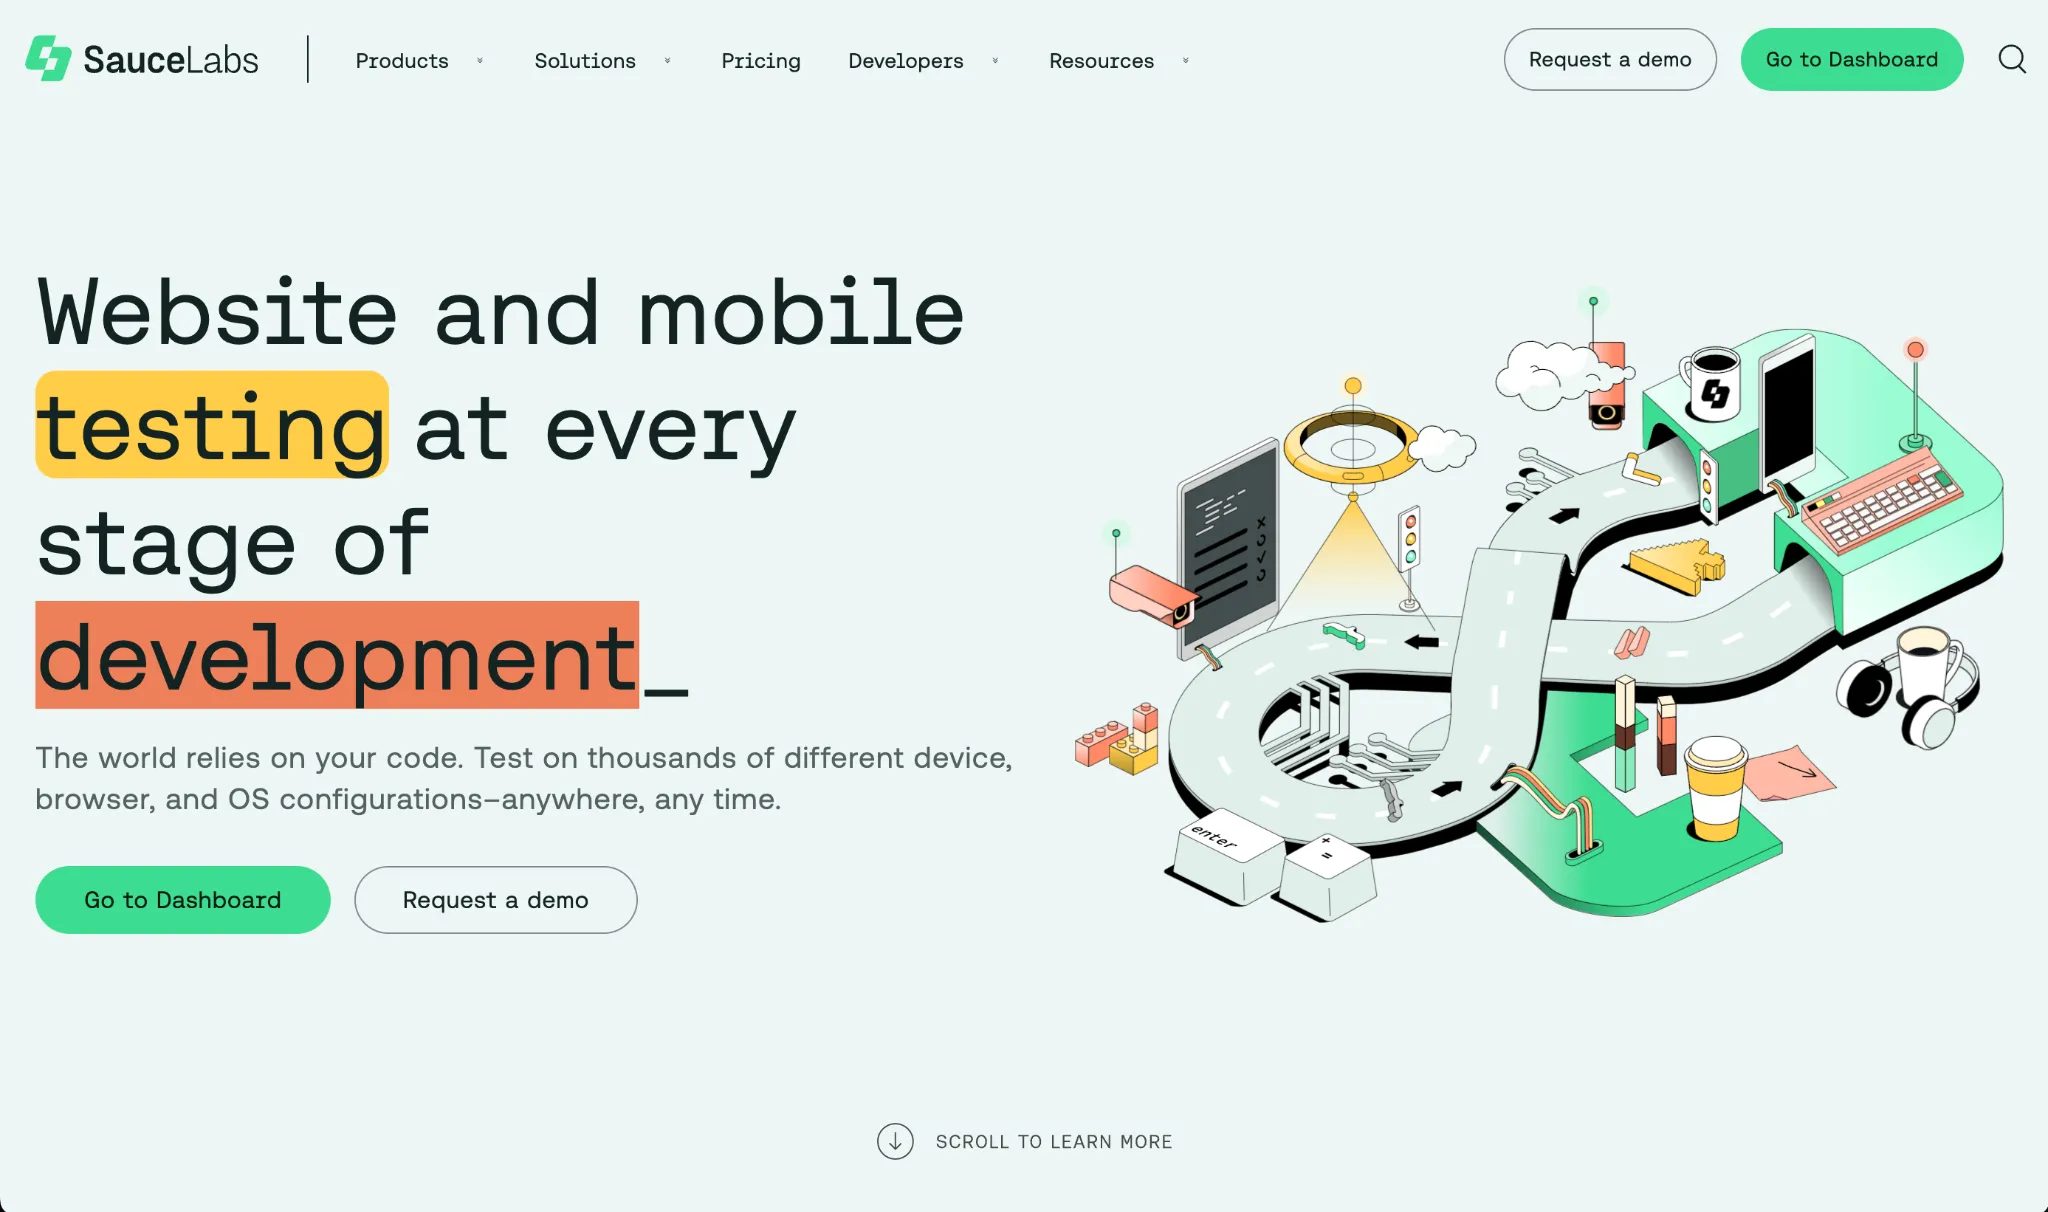 SauceLabs
Products
Solutions
Pricing
Developers
Resources
Request a demo
Go to Dashboard
Website and mobile
testing at every
stage of
development_
The world relies on your code. Test on thousands of different device,
browser, and OS configurations–anywhere, any time.
Go to Dashboard
Request a demo
enter
+
=
SCROLL TO LEARN MORE